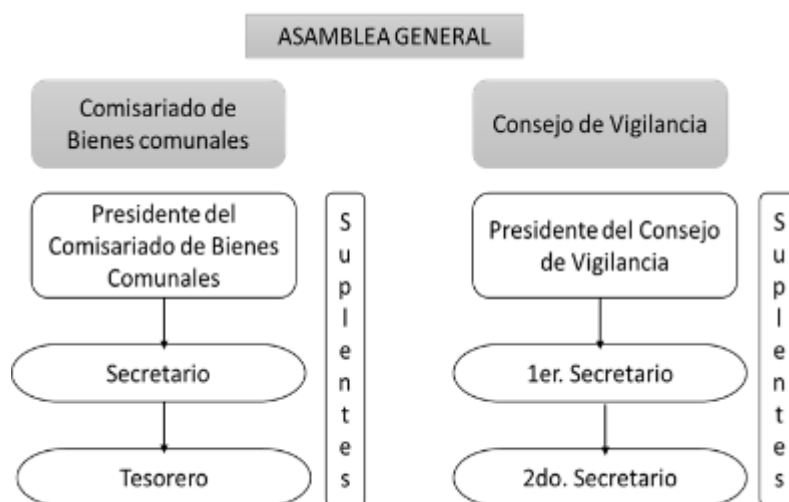 ASAMBLEA GENERAL
Comisariado de
Bienes comunales
Presidente del
Comisariado de Bienes
Comunales
Secretario
Tesorero
Suplentes
Consejo de Vigilancia
Presidente del Consejo
de Vigilancia
1er. Secretario
2do. Secretario
Suplentes